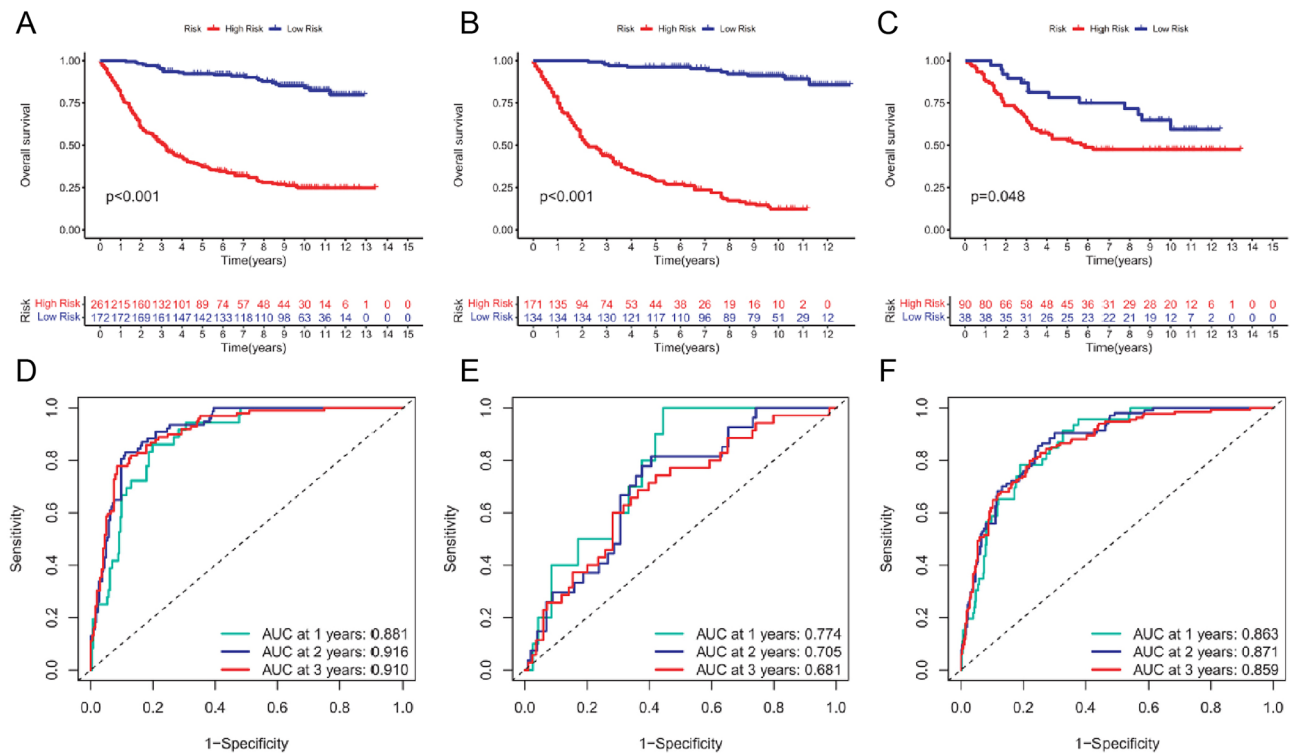 A
Risk High Risk Low Risk
1.00
0.75
0.50
0.25
0.00
Overall survival
p<0.001
0 1 2 3 4 5 6 7 8 9 10 11 12 13 14 15
Time(years)
Risk
High Risk 261 215 160 132 101 89 74 57 48 44 30 14 6 1 0 0
Low Risk 172 172 169 161 147 142 133 118 110 98 63 36 14 0 0 0
0 1 2 3 4 5 6 7 8 9 10 11 12 13 14 15
Time(years)
B
Risk High Risk Low Risk
1.00
0.75
0.50
0.25
0.00
Overall survival
p<0.001
0 1 2 3 4 5 6 7 8 9 10 11 12
Time(years)
Risk
High Risk 171 135 94 74 53 44 38 26 19 16 10 2 0
Low Risk 134 134 134 130 121 117 110 96 89 79 51 29 12
0 1 2 3 4 5 6 7 8 9 10 11 12
Time(years)
C
Risk High Risk Low Risk
1.00
0.75
0.50
0.25
0.00
Overall survival
p=0.048
0 1 2 3 4 5 6 7 8 9 10 11 12 13 14 15
Time(years)
Risk
High Risk 90 80 66 58 48 45 36 31 29 28 20 12 6 1 0 0
Low Risk 38 38 35 31 26 25 23 22 21 19 12 7 2 0 0 0
0 1 2 3 4 5 6 7 8 9 10 11 12 13 14 15
Time(years)
D
1.0
0.8
0.6
0.4
0.2
0.0
Sensitivity
AUC at 1 years: 0.881
AUC at 2 years: 0.916
AUC at 3 years: 0.910
0.0 0.2 0.4 0.6 0.8 1.0
1−Specificity
E
1.0
0.8
0.6
0.4
0.2
0.0
Sensitivity
AUC at 1 years: 0.774
AUC at 2 years: 0.705
AUC at 3 years: 0.681
0.0 0.2 0.4 0.6 0.8 1.0
1−Specificity
F
1.0
0.8
0.6
0.4
0.2
0.0
Sensitivity
AUC at 1 years: 0.863
AUC at 2 years: 0.871
AUC at 3 years: 0.859
0.0 0.2 0.4 0.6 0.8 1.0
1−Specificity